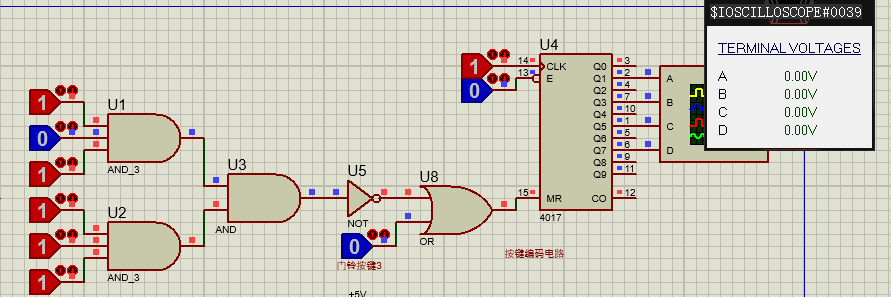 $IOSCILLOSCOPE#0039
TERMINAL VOLTAGES
A 0.00V
B 0.00V
C 0.00V
D 0.00V
U4
1 14 CLK Q0 3
0 13 E Q1 2
Q2 4
Q3 7
Q4 10
Q5 1
Q6 5
Q7 6
Q8 9
Q9 11
15 MR CO 12
4017
A
B
C
D
1
0
1
U1
AND_3
1
1
1
U2
AND_3
U3
AND
U5
NOT
U8
OR
0
门铃按键3
按键编码电路
+5V